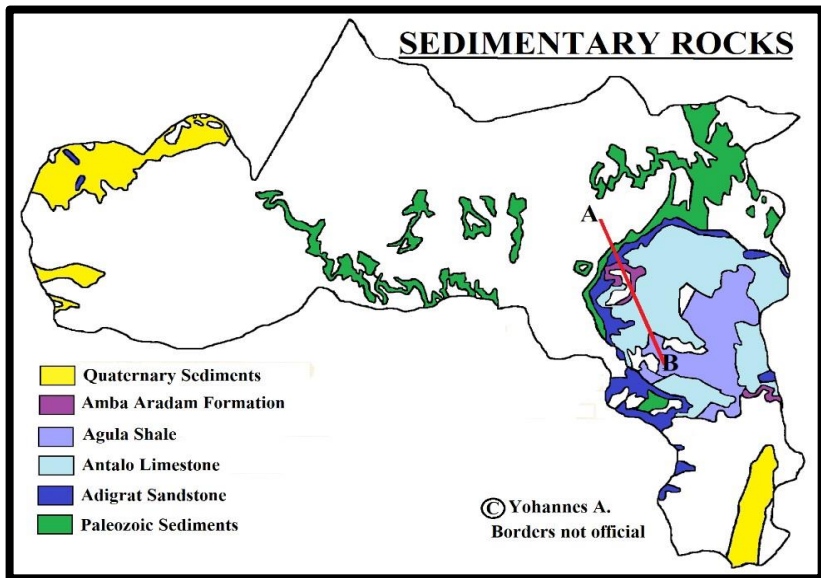 SEDIMENTARY ROCKS
A
B
Quaternary Sediments
Amba Aradam Formation
Agula Shale
Antalo Limestone
Adigrat Sandstone
Paleozoic Sediments
© Yohannes A.
Borders not official